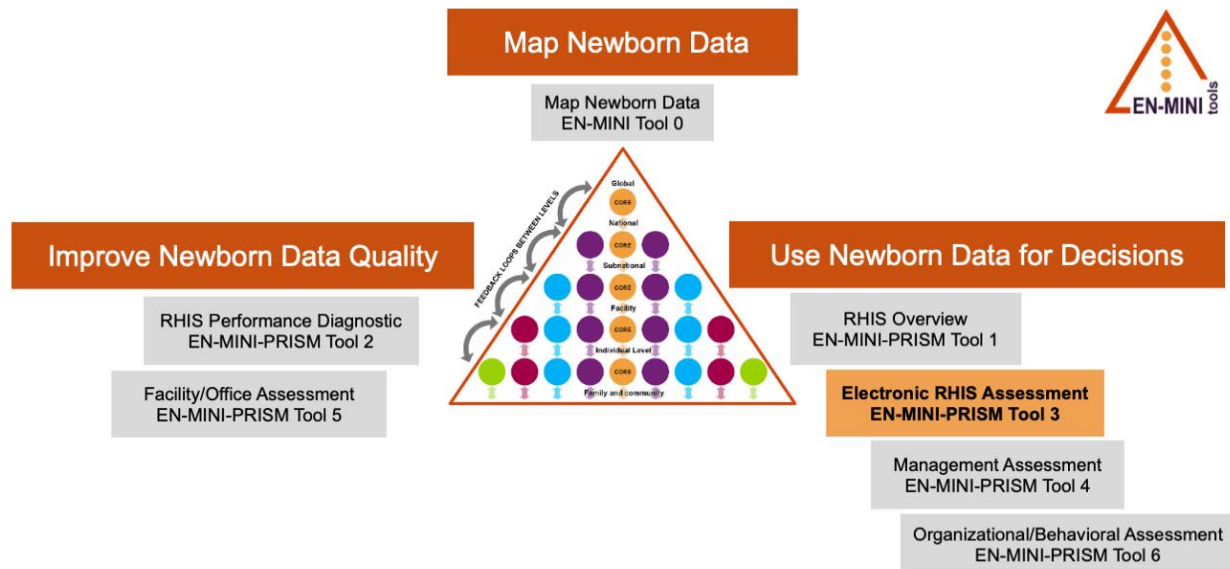 Map Newborn Data
Map Newborn Data
EN-MINI Tool 0
EN-MINI
tools
Improve Newborn Data Quality
RHIS Performance Diagnostic
EN-MINI-PRISM Tool 2
Facility/Office Assessment
EN-MINI-PRISM Tool 5
FEEDBACK LOOPS BETWEEN LEVELS
Global
CORE
National
CORE
Subnational
CORE
Facility
CORE
Individual Level
CORE
Family and community
Use Newborn Data for Decisions
RHIS Overview
EN-MINI-PRISM Tool 1
Electronic RHIS Assessment
EN-MINI-PRISM Tool 3
Management Assessment
EN-MINI-PRISM Tool 4
Organizational/Behavioral Assessment
EN-MINI-PRISM Tool 6